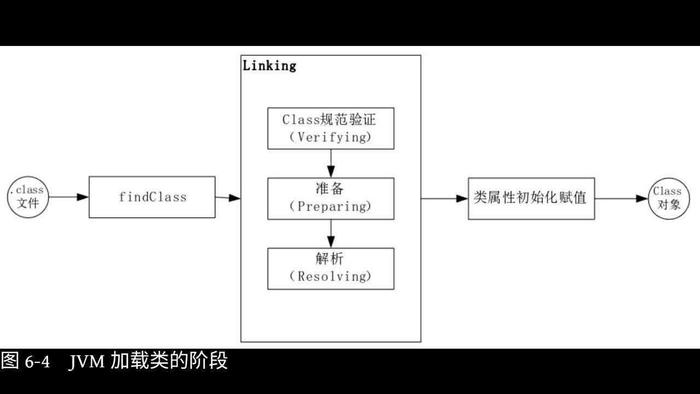 Linking
Class规范验证
(Verifying)
.class
文件
findClass
准备
(Preparing)
类属性初始化赋值
Class
对象
解析
(Resolving)
图 6-4 JVM 加载类的阶段